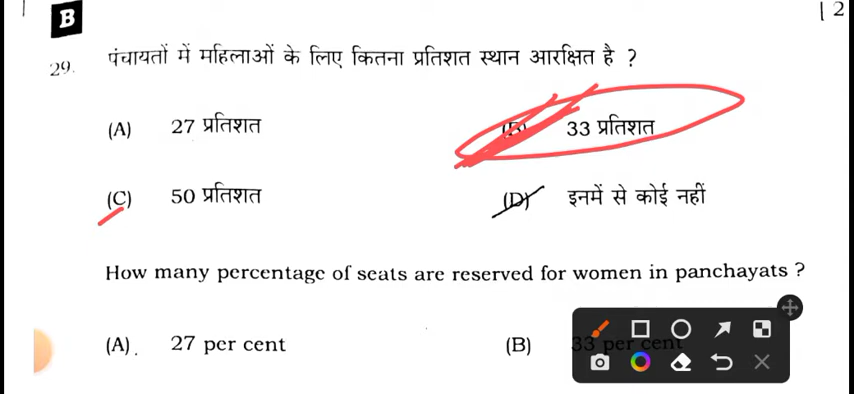 B
| 2
29. पंचायतों में महिलाओं के लिए कितना प्रतिशत स्थान आरक्षित है ?
(A) 27 प्रतिशत (B) 33 प्रतिशत
(C) 50 प्रतिशत (D) इनमें से कोई नहीं
How many percentage of seats are reserved for women in panchayats ?
(A) . 27 per cent (B) 33 per cent